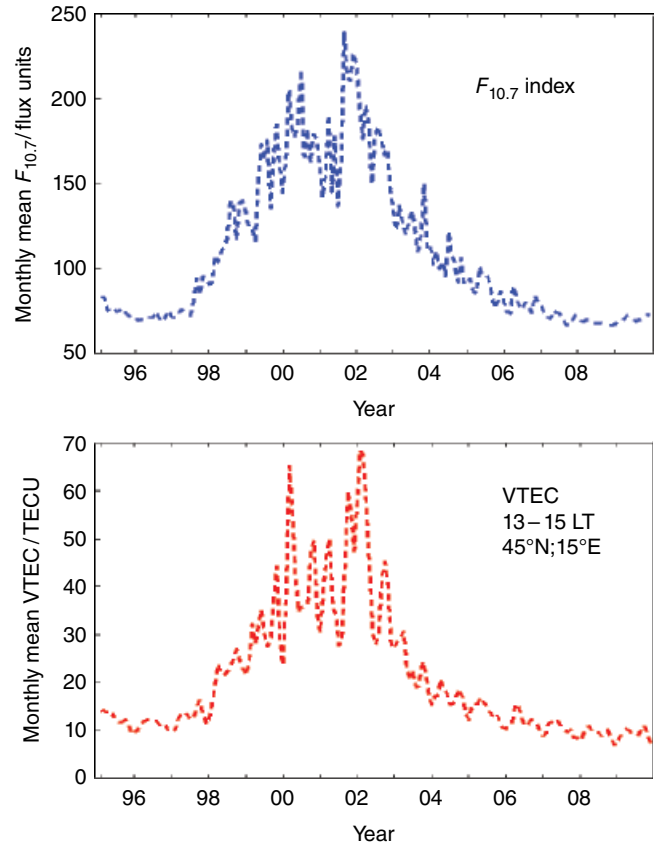 250
200
150
100
50
Monthly mean F10.7/flux units
F10.7 index
96 98 00 02 04 06 08
Year
70
60
50
40
30
20
10
0
Monthly mean VTEC/TECU
VTEC
13–15 LT
45°N;15°E
96 98 00 02 04 06 08
Year